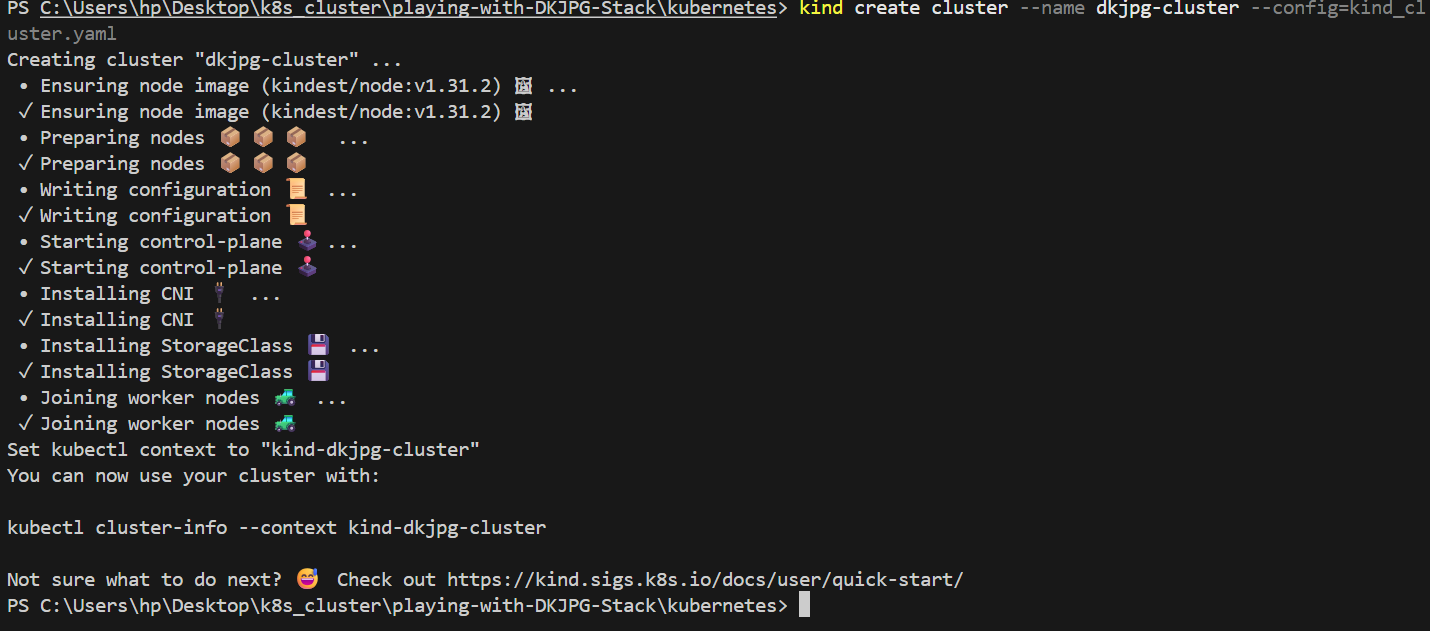 PS C:\Users\hp\Desktop\k8s_cluster\playing-with-DKJPG-Stack\kubernetes> kind create cluster --name dkjpg-cluster --config=kind_cl
uster.yaml
Creating cluster "dkjpg-cluster" ...
• Ensuring node image (kindest/node:v1.31.2) 🖼 ...
✓ Ensuring node image (kindest/node:v1.31.2) 🖼
• Preparing nodes 📦 📦 📦 ...
✓ Preparing nodes 📦 📦 📦
• Writing configuration 📜 ...
✓ Writing configuration 📜
• Starting control-plane 🕹️ ...
✓ Starting control-plane 🕹️
• Installing CNI 🔌 ...
✓ Installing CNI 🔌
• Installing StorageClass 💾 ...
✓ Installing StorageClass 💾
• Joining worker nodes 🚜 ...
✓ Joining worker nodes 🚜
Set kubectl context to "kind-dkjpg-cluster"
You can now use your cluster with:
kubectl cluster-info --context kind-dkjpg-cluster
Not sure what to do next? 😅 Check out https://kind.sigs.k8s.io/docs/user/quick-start/
PS C:\Users\hp\Desktop\k8s_cluster\playing-with-DKJPG-Stack\kubernetes>